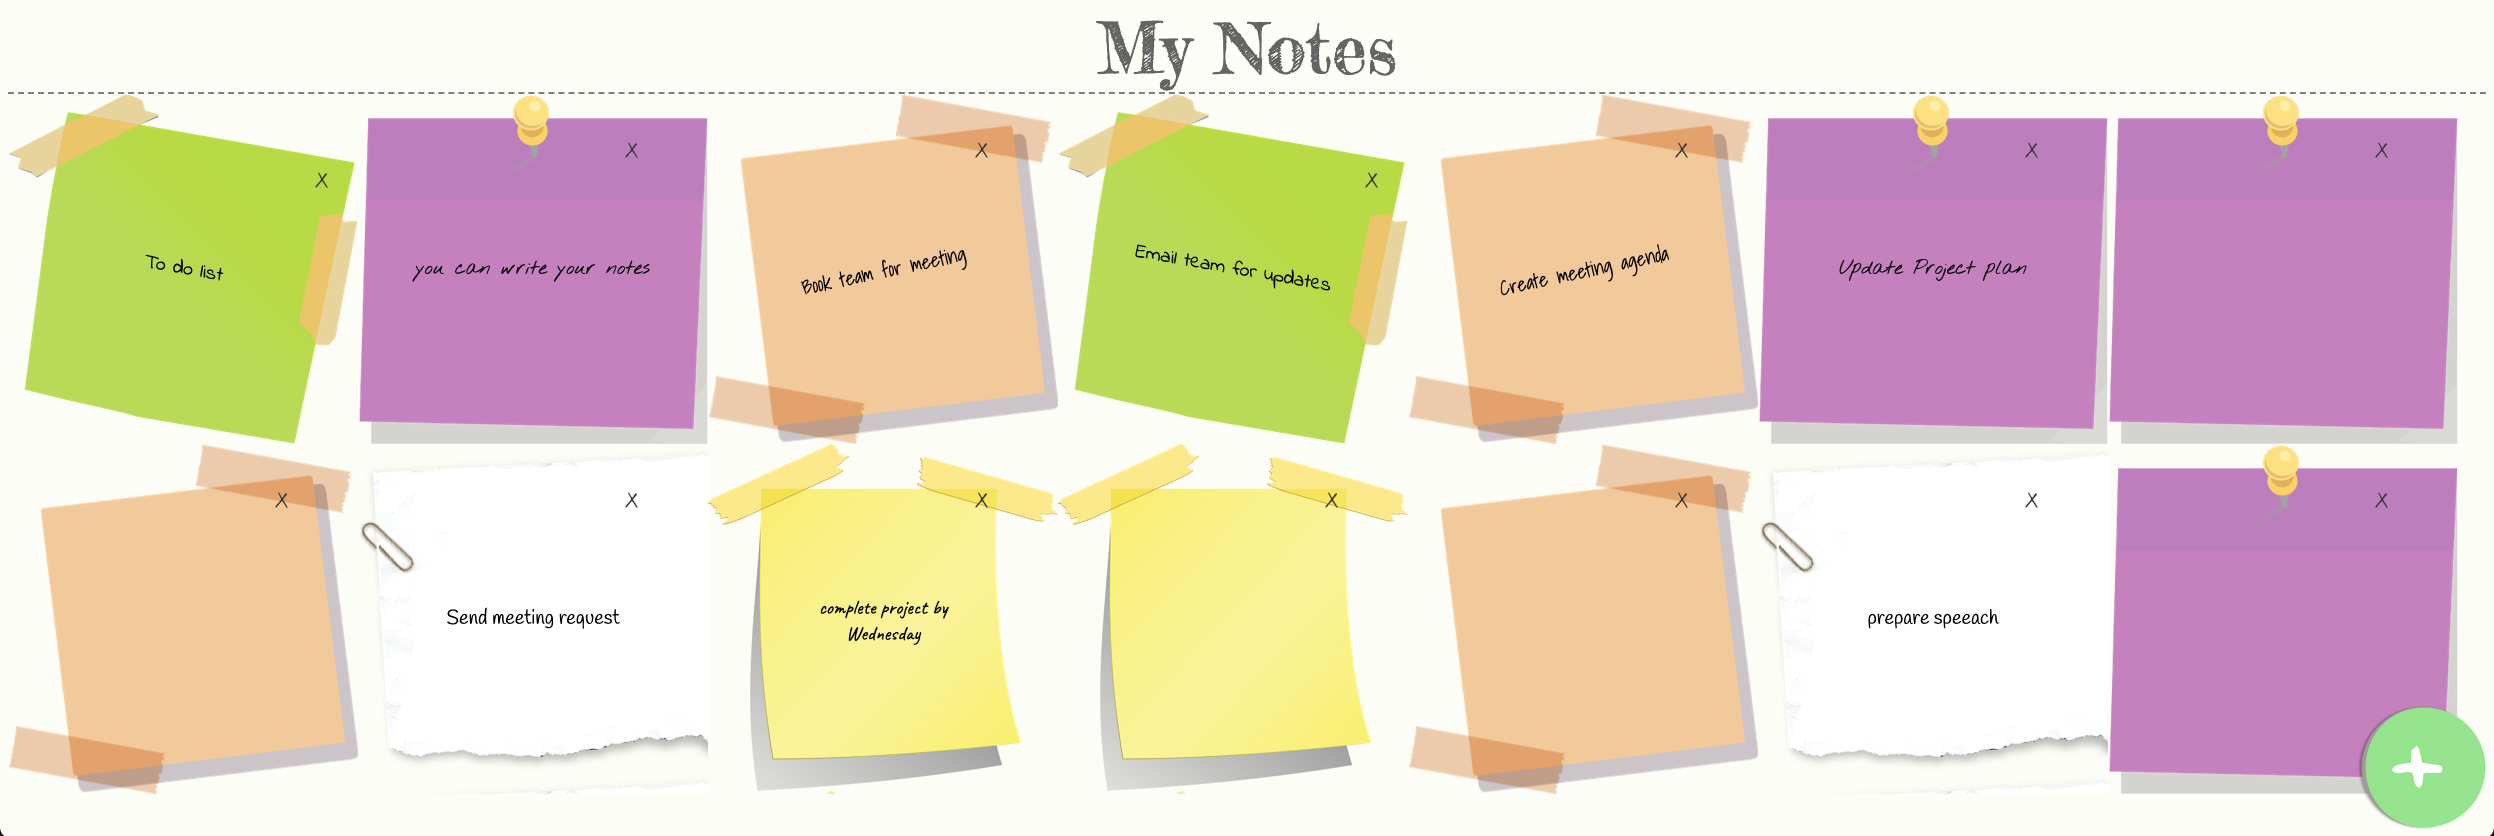 My Notes
X
X
X
X
X
X
X
To do list
you can write your notes
Book team for meeting
Email team for updates
Create meeting agenda
Update Project plan
X
X
X
X
X
X
X
Send meeting request
complete project by
Wednesday
prepare speeach
+